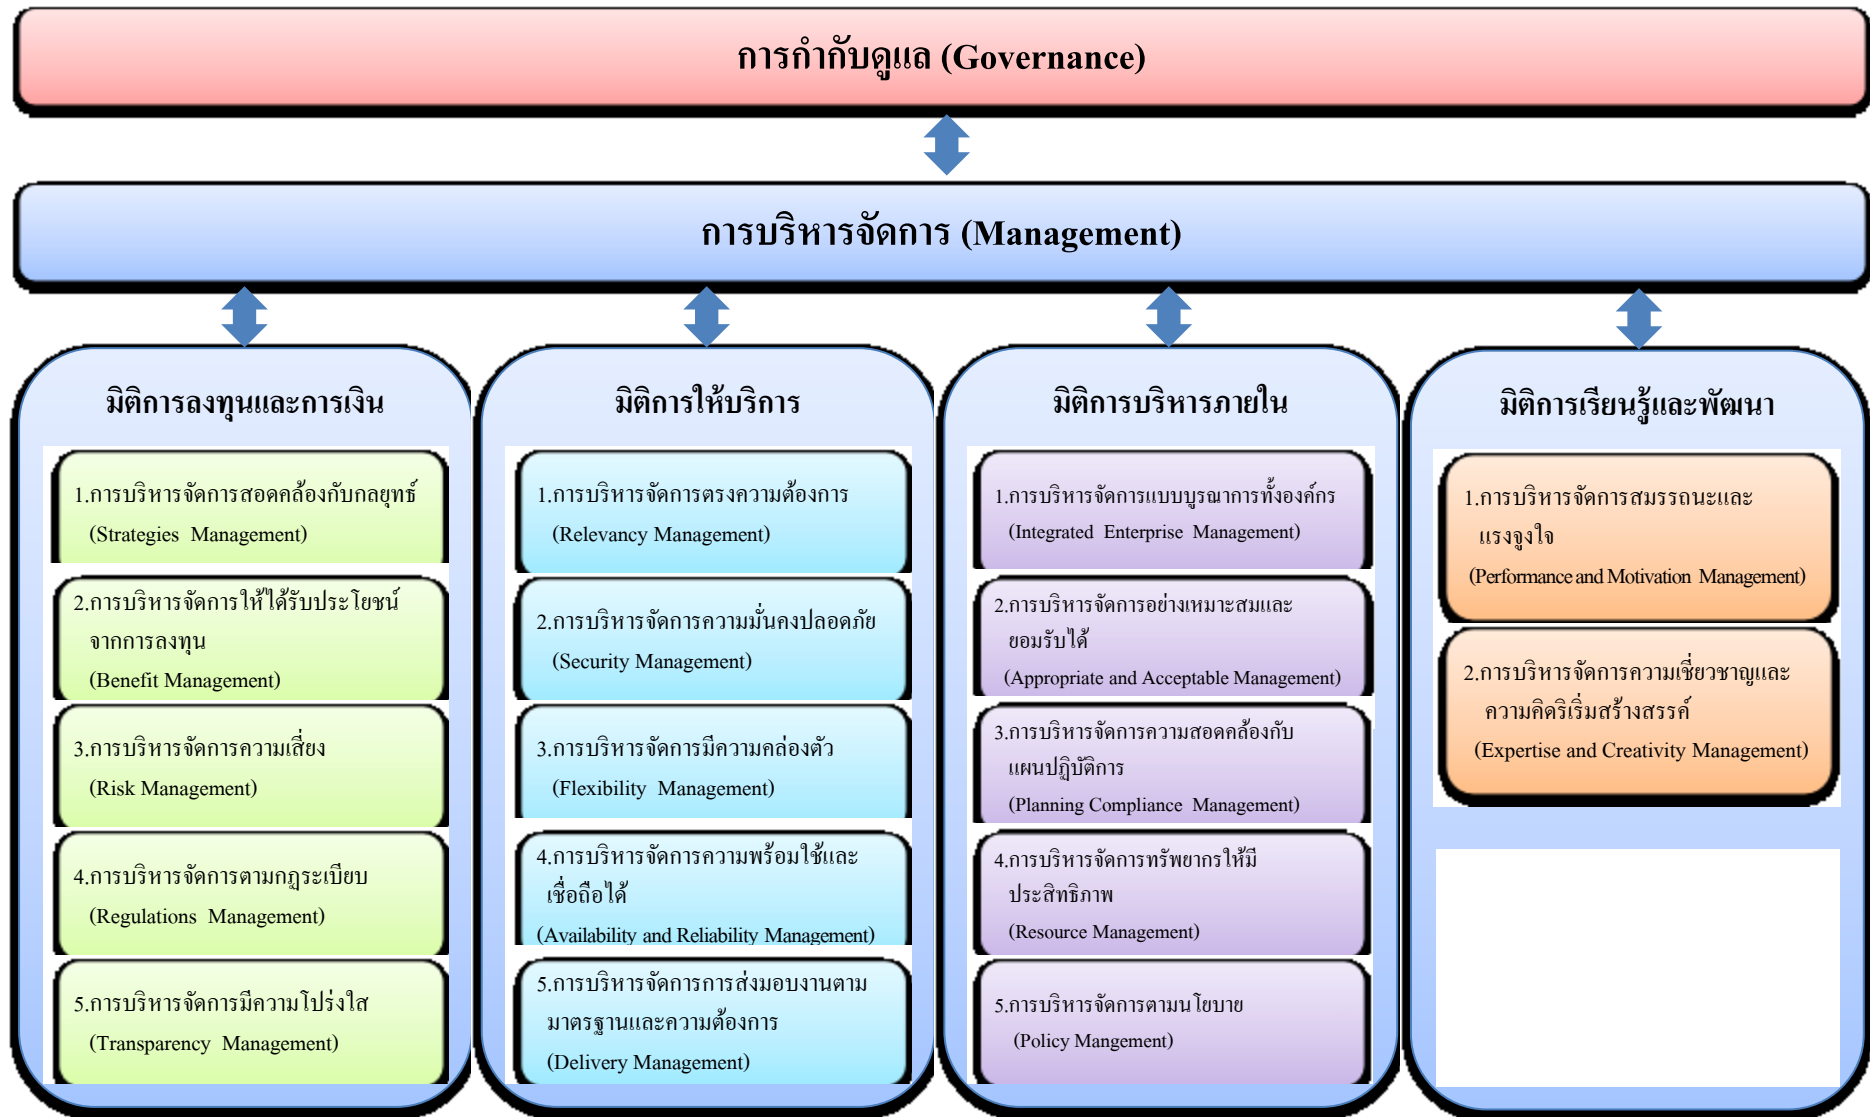 การกำกับดูแล (Governance)
การบริหารจัดการ (Management)
มิติการลงทุนและการเงิน
1.การบริหารจัดการสอดคล้องกับกลยุทธ์
(Strategies Management)
2.การบริหารจัดการให้ได้รับประโยชน์
จากการลงทุน
(Benefit Management)
3.การบริหารจัดการความเสี่ยง
(Risk Management)
4.การบริหารจัดการตามกฎระเบียบ
(Regulations Management)
5.การบริหารจัดการมีความโปร่งใส
(Transparency Management)
มิติการให้บริการ
1.การบริหารจัดการตรงความต้องการ
(Relevancy Management)
2.การบริหารจัดการความมั่นคงปลอดภัย
(Security Management)
3.การบริหารจัดการมีความคล่องตัว
(Flexibility Management)
4.การบริหารจัดการความพร้อมใช้และ
เชื่อถือได้
(Availability and Reliability Management)
5.การบริหารจัดการการส่งมอบงานตาม
มาตรฐานและความต้องการ
(Delivery Management)
มิติการบริหารภายใน
1.การบริหารจัดการแบบบูรณาการทั้งองค์กร
(Integrated Enterprise Management)
2.การบริหารจัดการอย่างเหมาะสมและ
ยอมรับได้
(Appropriate and Acceptable Management)
3.การบริหารจัดการความสอดคล้องกับ
แผนปฏิบัติการ
(Planning Compliance Management)
4.การบริหารจัดการทรัพยากรให้มี
ประสิทธิภาพ
(Resource Management)
5.การบริหารจัดการตามนโยบาย
(Policy Mangement)
มิติการเรียนรู้และพัฒนา
1.การบริหารจัดการสมรรถนะและ
แรงจูงใจ
(Performance and Motivation Management)
2.การบริหารจัดการความเชี่ยวชาญและ
ความคิดริเริ่มสร้างสรรค์
(Expertise and Creativity Management)